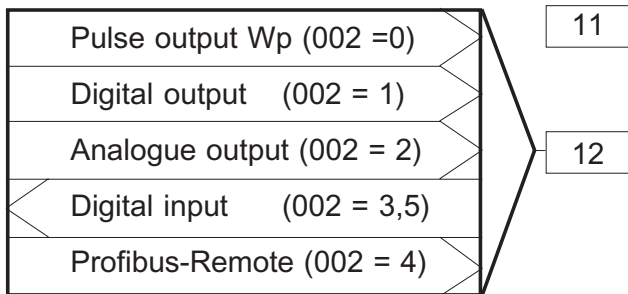 Pulse output Wp (002 =0)
11
Digital output (002 = 1)
Analogue output (002 = 2)
12
Digital input (002 = 3,5)
Profibus-Remote (002 = 4)